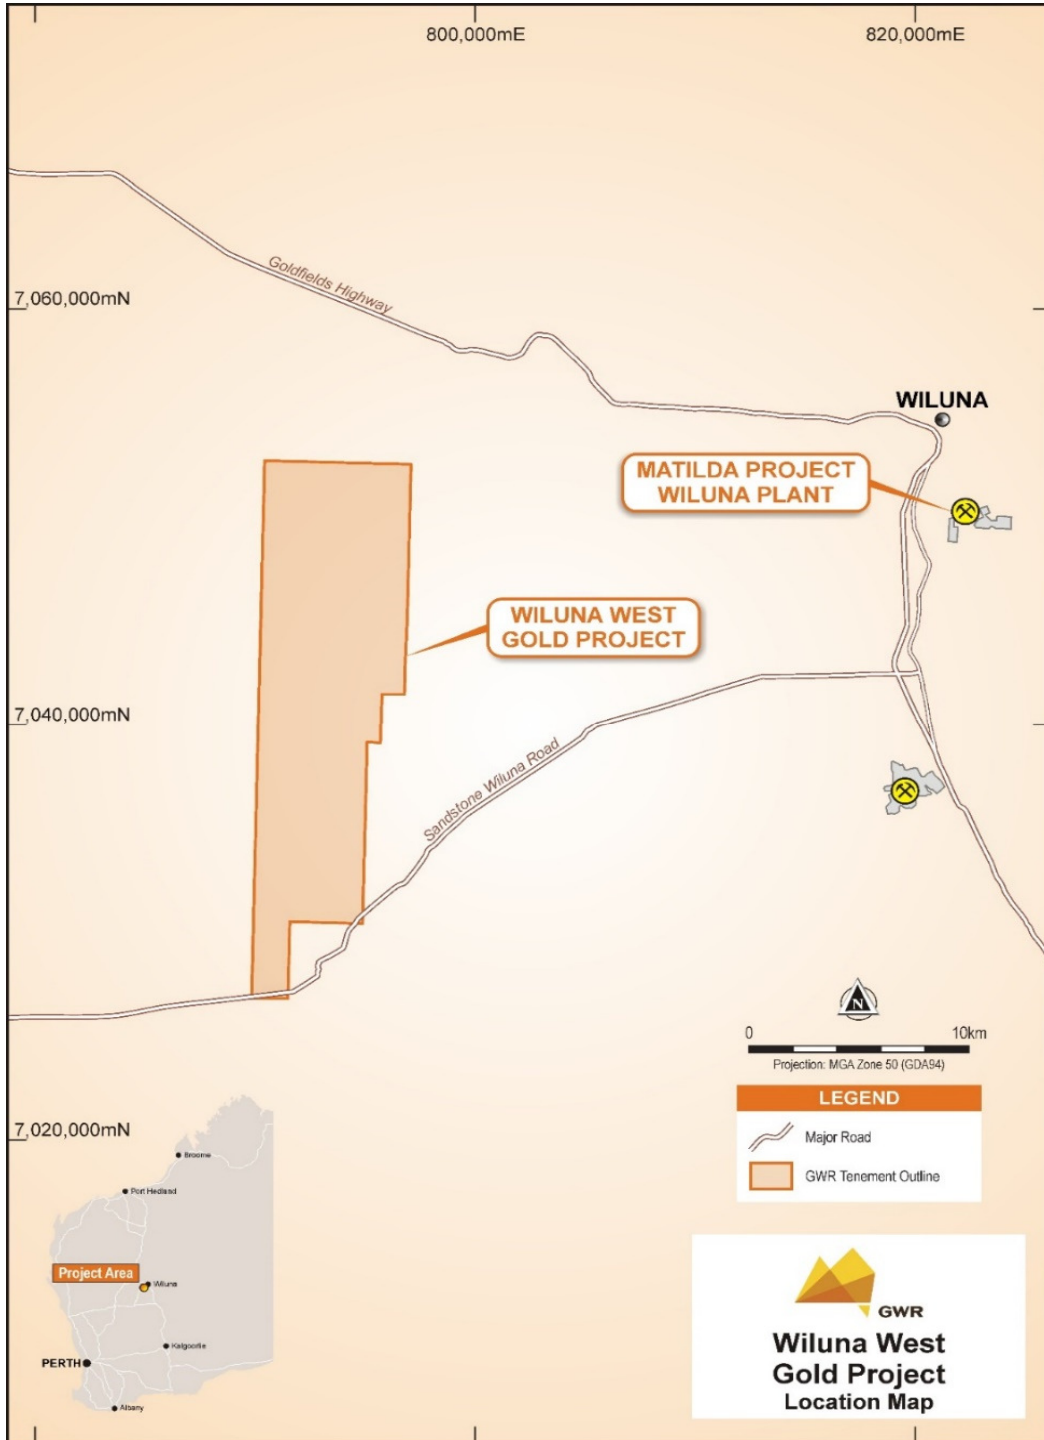 800,000mE
820,000mE
Goldfields Highway
7,060,000mN
WILUNA
MATILDA PROJECT
WILUNA PLANT
WILUNA WEST
GOLD PROJECT
7,040,000mN
Sandstone Wiluna Road
N
0 10km
Projection: MGA Zone 50 (GDA94)
LEGEND
Major Road
GWR Tenement Outline
7,020,000mN
Broome
Port Hedland
Project Area
Wiluna
Kalgoorlie
PERTH
Albany
GWR
Wiluna West
Gold Project
Location Map